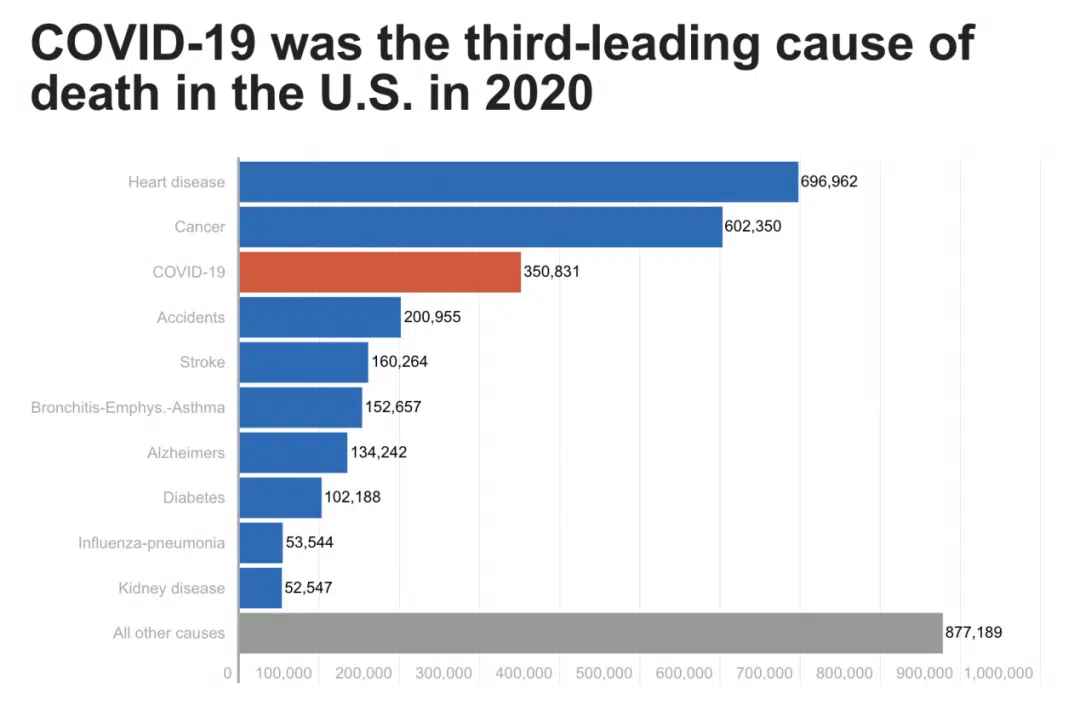 COVID-19 was the third-leading cause of
death in the U.S. in 2020
Heart disease 696,962
Cancer 602,350
COVID-19 350,831
Accidents 200,955
Stroke 160,264
Bronchitis-Emphys.-Asthma 152,657
Alzheimers 134,242
Diabetes 102,188
Influenza-pneumonia 53,544
Kidney disease 52,547
All other causes 877,189
0 100,000 200,000 300,000 400,000 500,000 600,000 700,000 800,000 900,000 1,000,000